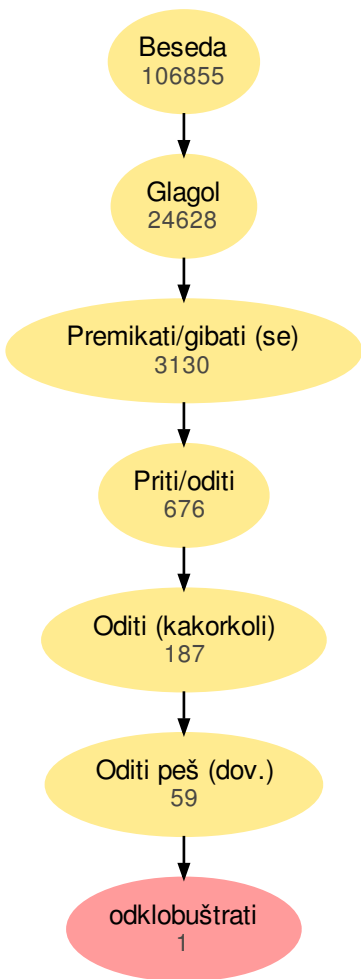 Beseda
106855
Glagol
24628
Premikati/gibati (se)
3130
Priti/oditi
676
Oditi (kakorkoli)
187
Oditi peš (dov.)
59
odklobuštrati
1